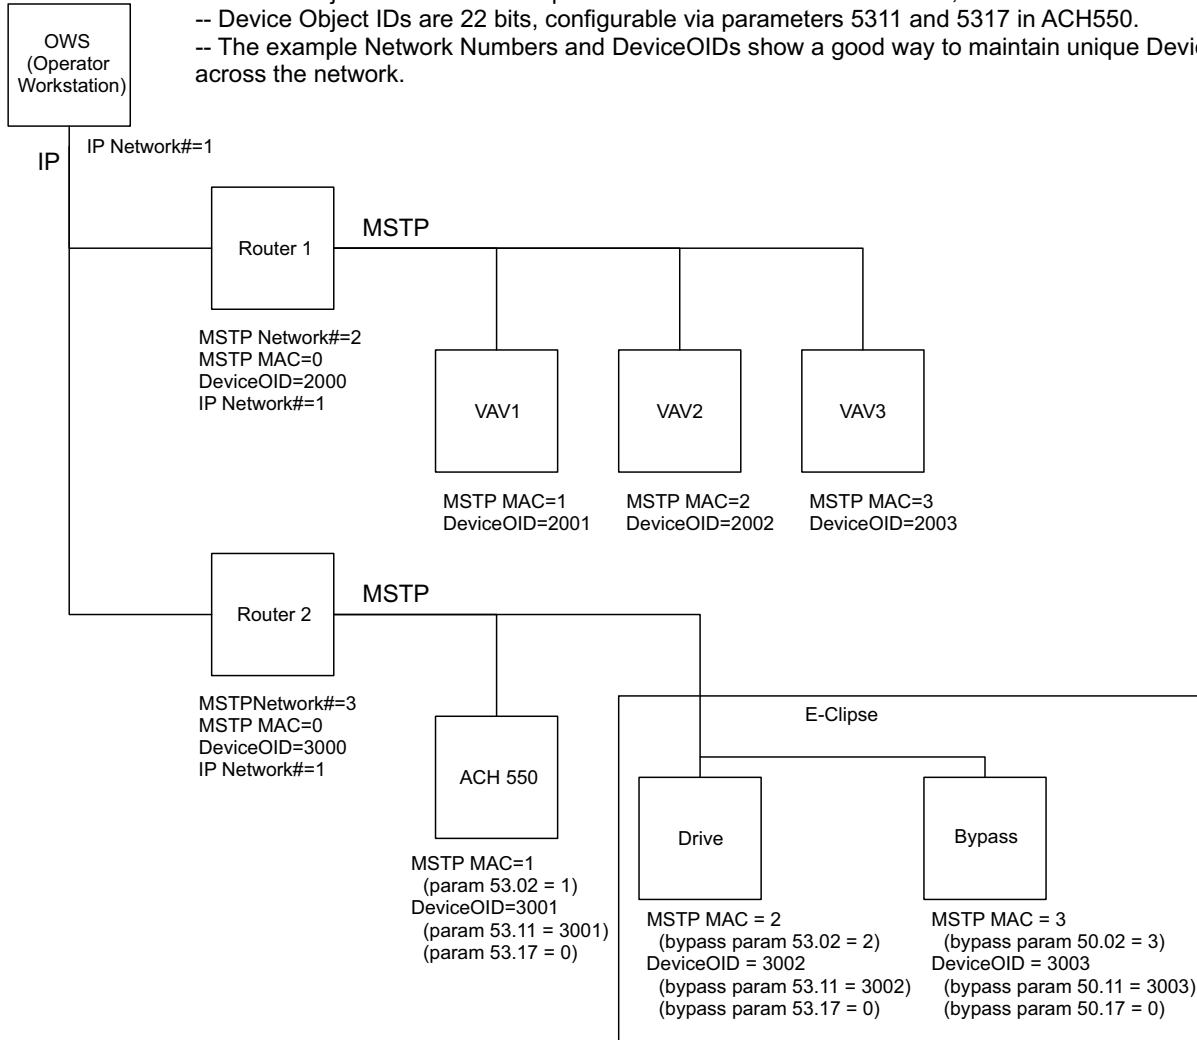 -- Device Object IDs are 22 bits, configurable via parameters 5311 and 5317 in ACH550.
-- The example Network Numbers and DeviceOIDs show a good way to maintain unique
across the network.
OWS
(Operator
Workstation)
IP
IP Network#=1
Router 1
MSTP
MSTP Network#=2
MSTP MAC=0
DeviceOID=2000
IP Network#=1
VAV1
MSTP MAC=1
DeviceOID=2001
VAV2
MSTP MAC=2
DeviceOID=2002
VAV3
MSTP MAC=3
DeviceOID=2003
Router 2
MSTP
MSTPNetwork#=3
MSTP MAC=0
DeviceOID=3000
IP Network#=1
ACH 550
MSTP MAC=1
(param 53.02 = 1)
DeviceOID=3001
(param 53.11 = 3001)
(param 53.17 = 0)
E-Clipse
Drive
MSTP MAC = 2
(bypass param 53.02 = 2)
DeviceOID = 3002
(bypass param 53.11 = 3002)
(bypass param 53.17 = 0)
Bypass
MSTP MAC = 3
(bypass param 50.02 = 3)
DeviceOID = 3003
(bypass param 50.11 = 3003)
(bypass param 50.17 = 0)